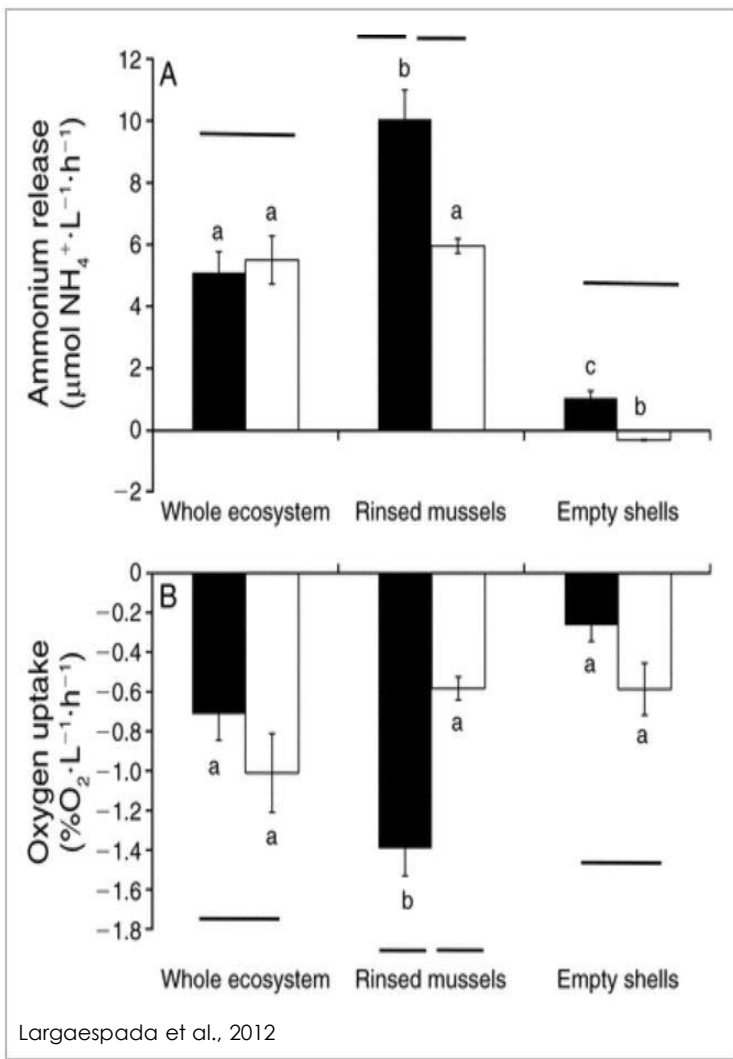 A
Ammonium release
(μmol NH₄⁺·L⁻¹·h⁻¹)
12
10
8
6
4
2
0
−2
a
a
b
a
c
b
Whole ecosystem
Rinsed mussels
Empty shells
B
Oxygen uptake
(%O₂·L⁻¹·h⁻¹)
0
−0.2
−0.4
−0.6
−0.8
−1.0
−1.2
−1.4
−1.6
−1.8
a
a
b
a
a
a
Whole ecosystem
Rinsed mussels
Empty shells
Largaespada et al., 2012